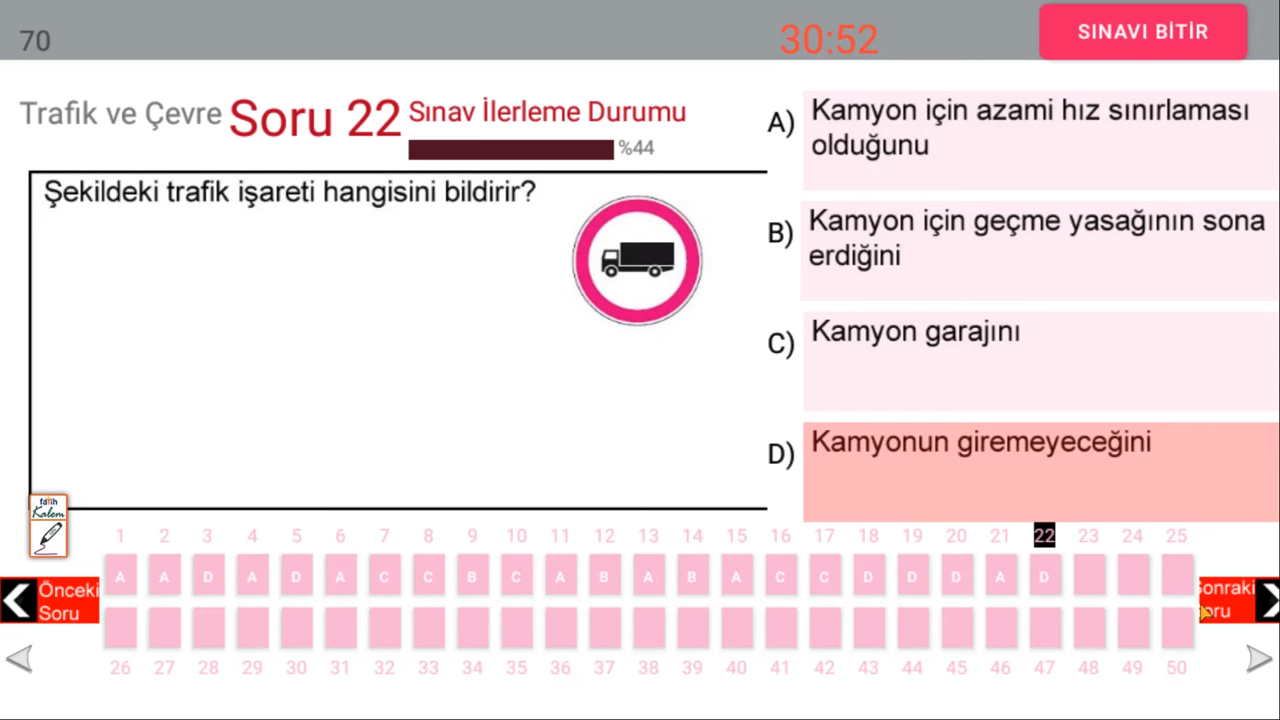 70
30:52
SINAVI BİTİR
Trafik ve Çevre
Soru 22
Sınav İlerleme Durumu
%44
Şekildeki trafik işareti hangisini bildirir?
A) Kamyon için azami hız sınırlaması
olduğunu
B) Kamyon için geçme yasağının sona
erdiğini
C) Kamyon garajını
D) Kamyonun giremeyeceğini
fatih
Kalem
1 2 3 4 5 6 7 8 9 10 11 12 13 14 15 16 17 18 19 20 21 22 23 24 25
A A D A D A C C B C A B A B A C C D D D A D
Önceki
Soru
Sonraki
Soru
26 27 28 29 30 31 32 33 34 35 36 37 38 39 40 41 42 43 44 45 46 47 48 49 50